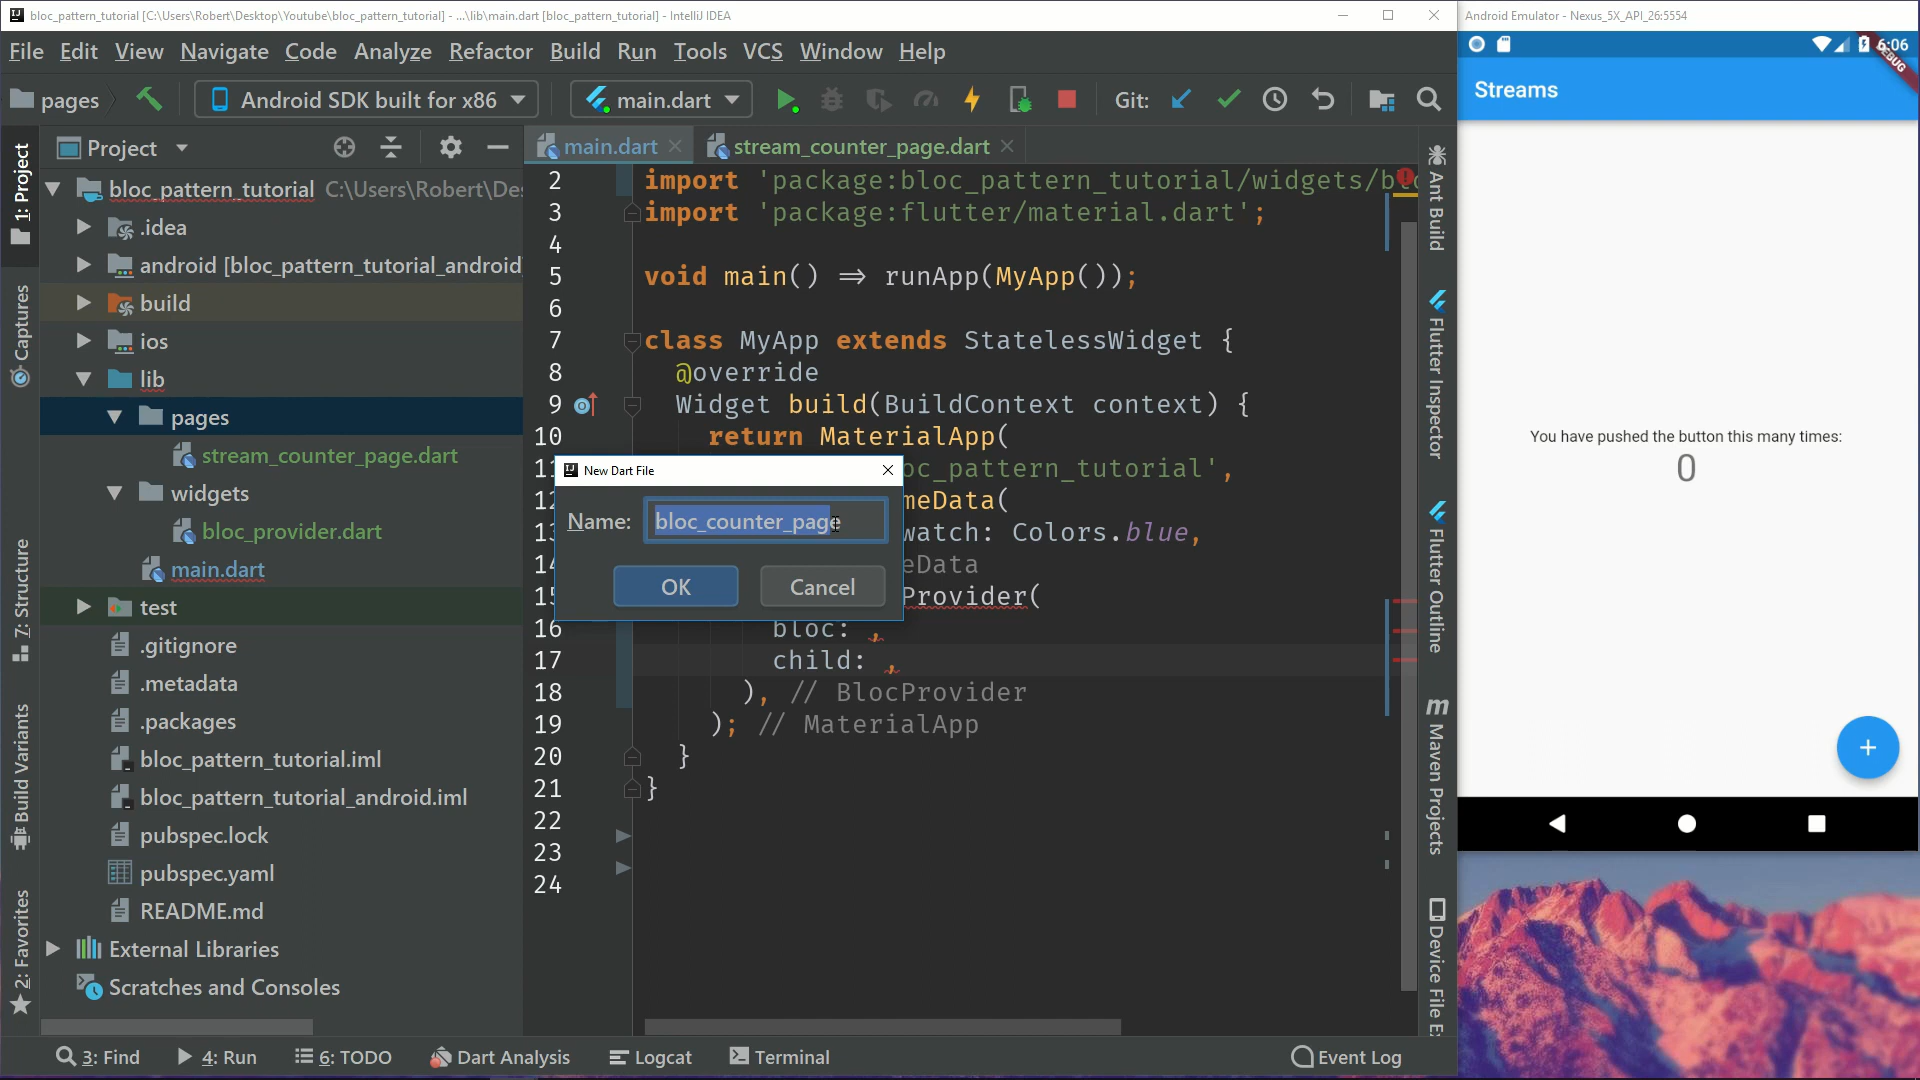 bloc_pattern_tutorial [C:\Users\Robert\Desktop\Youtube\bloc_pattern_tutorial] - ...\lib\main.dart [bloc_pattern_tutorial] - IntelliJ IDEA
Android Emulator - Nexus_5X_API_26:5554
File Edit View Navigate Code Analyze Refactor Build Run Tools VCS Window Help
6:06
DEBUG
pages
Android SDK built for x86
main.dart
Git:
Streams
Project
main.dart
stream_counter_page.dart
1: Project
Captures
7: Structure
Build Variants
2: Favorites
bloc_pattern_tutorial C:\Users\Robert\De
.idea
android [bloc_pattern_tutorial_android
build
ios
lib
pages
stream_counter_page.dart
widgets
bloc_provider.dart
main.dart
test
.gitignore
.metadata
.packages
bloc_pattern_tutorial.iml
bloc_pattern_tutorial_android.iml
pubspec.lock
pubspec.yaml
README.md
External Libraries
Scratches and Consoles
2 import 'package:bloc_pattern_tutorial/widgets/
3 import 'package:flutter/material.dart';
4
5 void main() => runApp(MyApp());
6
7 class MyApp extends StatelessWidget {
8 @override
9 Widget build(BuildContext context) {
10 return MaterialApp(
11 oc_pattern_tutorial',
12 meData(
13 watch: Colors.blue,
14 eData
15 Provider(
16 bloc: ,
17 child: ,
18 ), // BlocProvider
19 ); // MaterialApp
20 }
21 }
22
23
24
New Dart File
Name: bloc_counter_page
OK Cancel
Ant Build
Flutter Inspector
Flutter Outline
Maven Projects
Device File E
You have pushed the button this many times:
0
+
3: Find 4: Run 6: TODO Dart Analysis Logcat Terminal Event Log